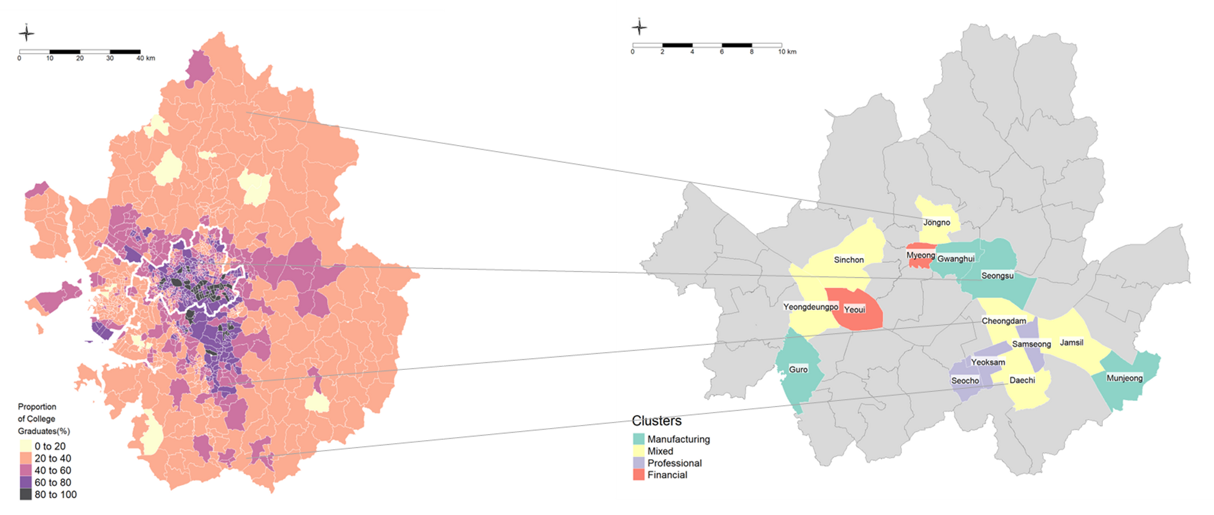 0 10 20 30 40 km
Proportion
of College
Graduates(%)
0 to 20
20 to 40
40 to 60
60 to 80
80 to 100
0 2 4 6 8 10 km
Jongno
Myeong
Gwanghui
Sinchon
Seongsu
Yeongdeungpo
Yeoui
Cheongdam
Samseong
Jamsil
Yeoksam
Guro
Seocho
Daechi
Munjeong
Clusters
Manufacturing
Mixed
Professional
Financial